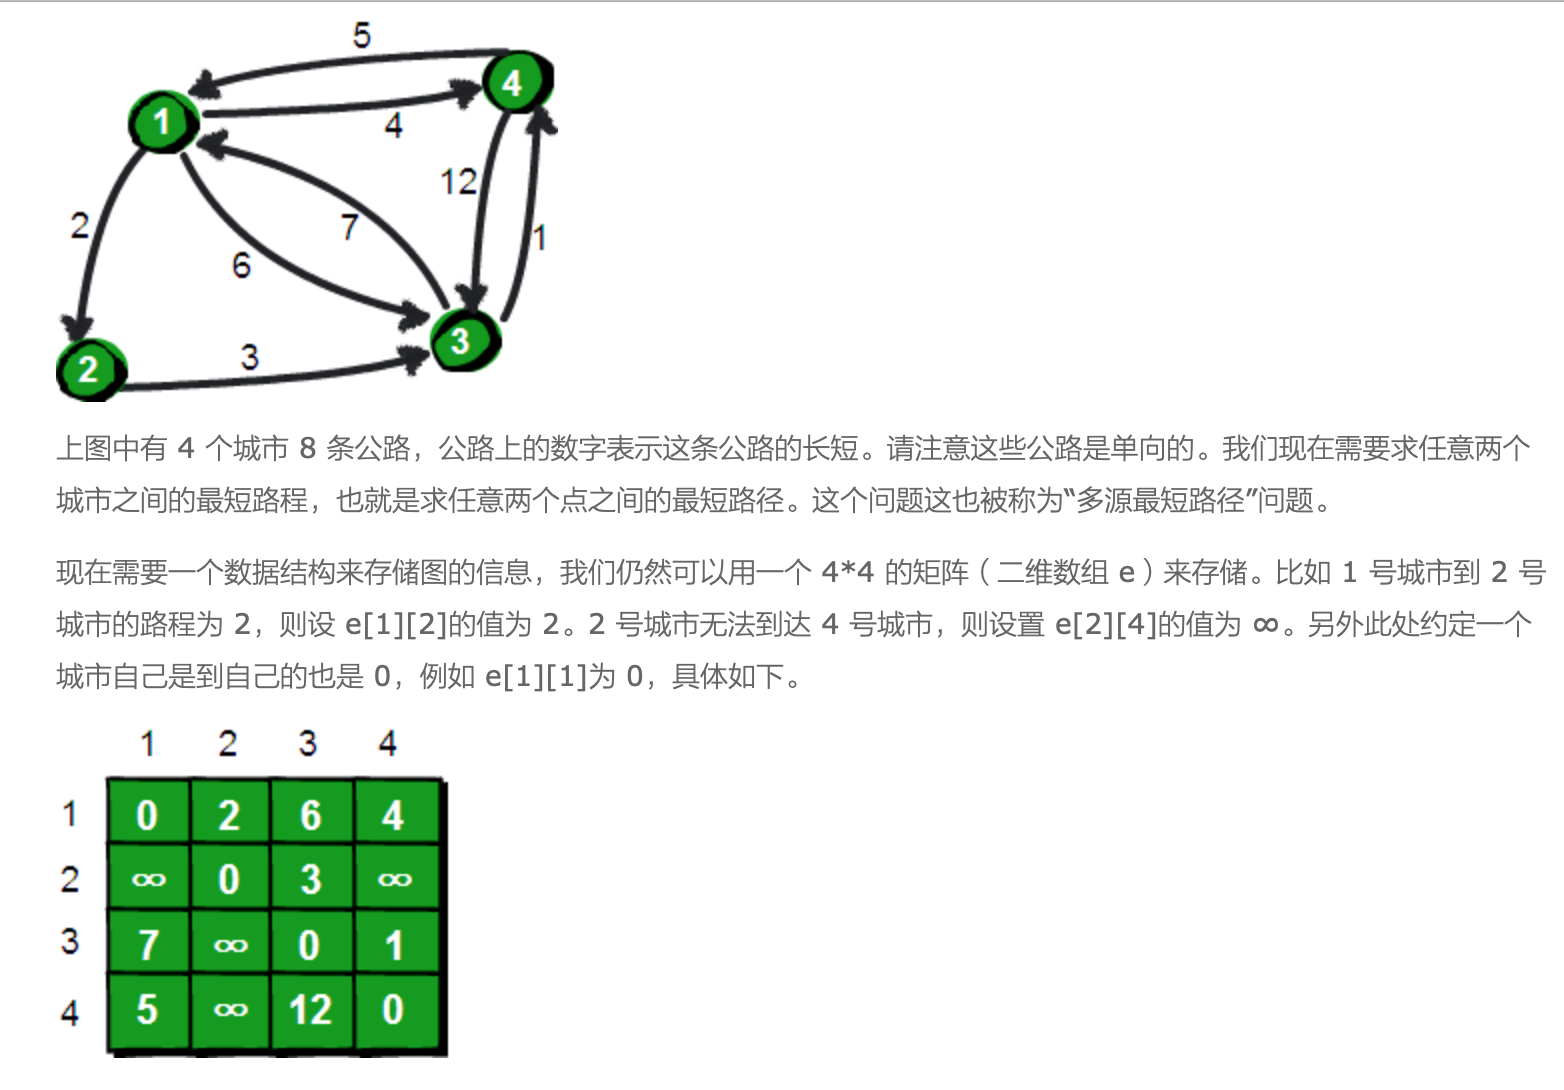 5
4
1
4
12
2
7
1
6
3
3
2
上图中有 4 个城市 8 条公路，公路上的数字表示这条公路的长短。请注意这些公路是单向的。我们现在需要求任意两个
城市之间的最短路程，也就是求任意两个点之间的最短路径。这个问题这也被称为“多源最短路径”问题。
现在需要一个数据结构来存储图的信息，我们仍然可以用一个 4*4 的矩阵（二维数组 e）来存储。比如 1 号城市到 2 号
城市的路程为 2，则设 e[1][2]的值为 2。2 号城市无法到达 4 号城市，则设置 e[2][4]的值为 ∞。另外此处约定一个
城市自己是到自己的也是 0，例如 e[1][1]为 0，具体如下。
1 2 3 4
1 0 2 6 4
2 ∞ 0 3 ∞
3 7 ∞ 0 1
4 5 ∞ 12 0